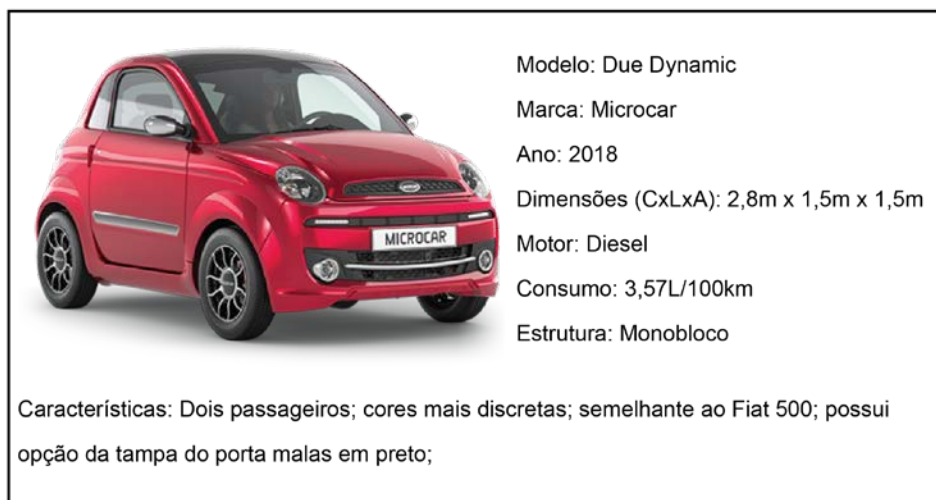 Modelo: Due Dynamic
Marca: Microcar
Ano: 2018
Dimensões (CxLxA): 2,8m x 1,5m x 1,5m
Motor: Diesel
Consumo: 3,57L/100km
Estrutura: Monobloco
MICROCAR
Características: Dois passageiros; cores mais discretas; semelhante ao Fiat 500; possui
opção da tampa do porta malas em preto;